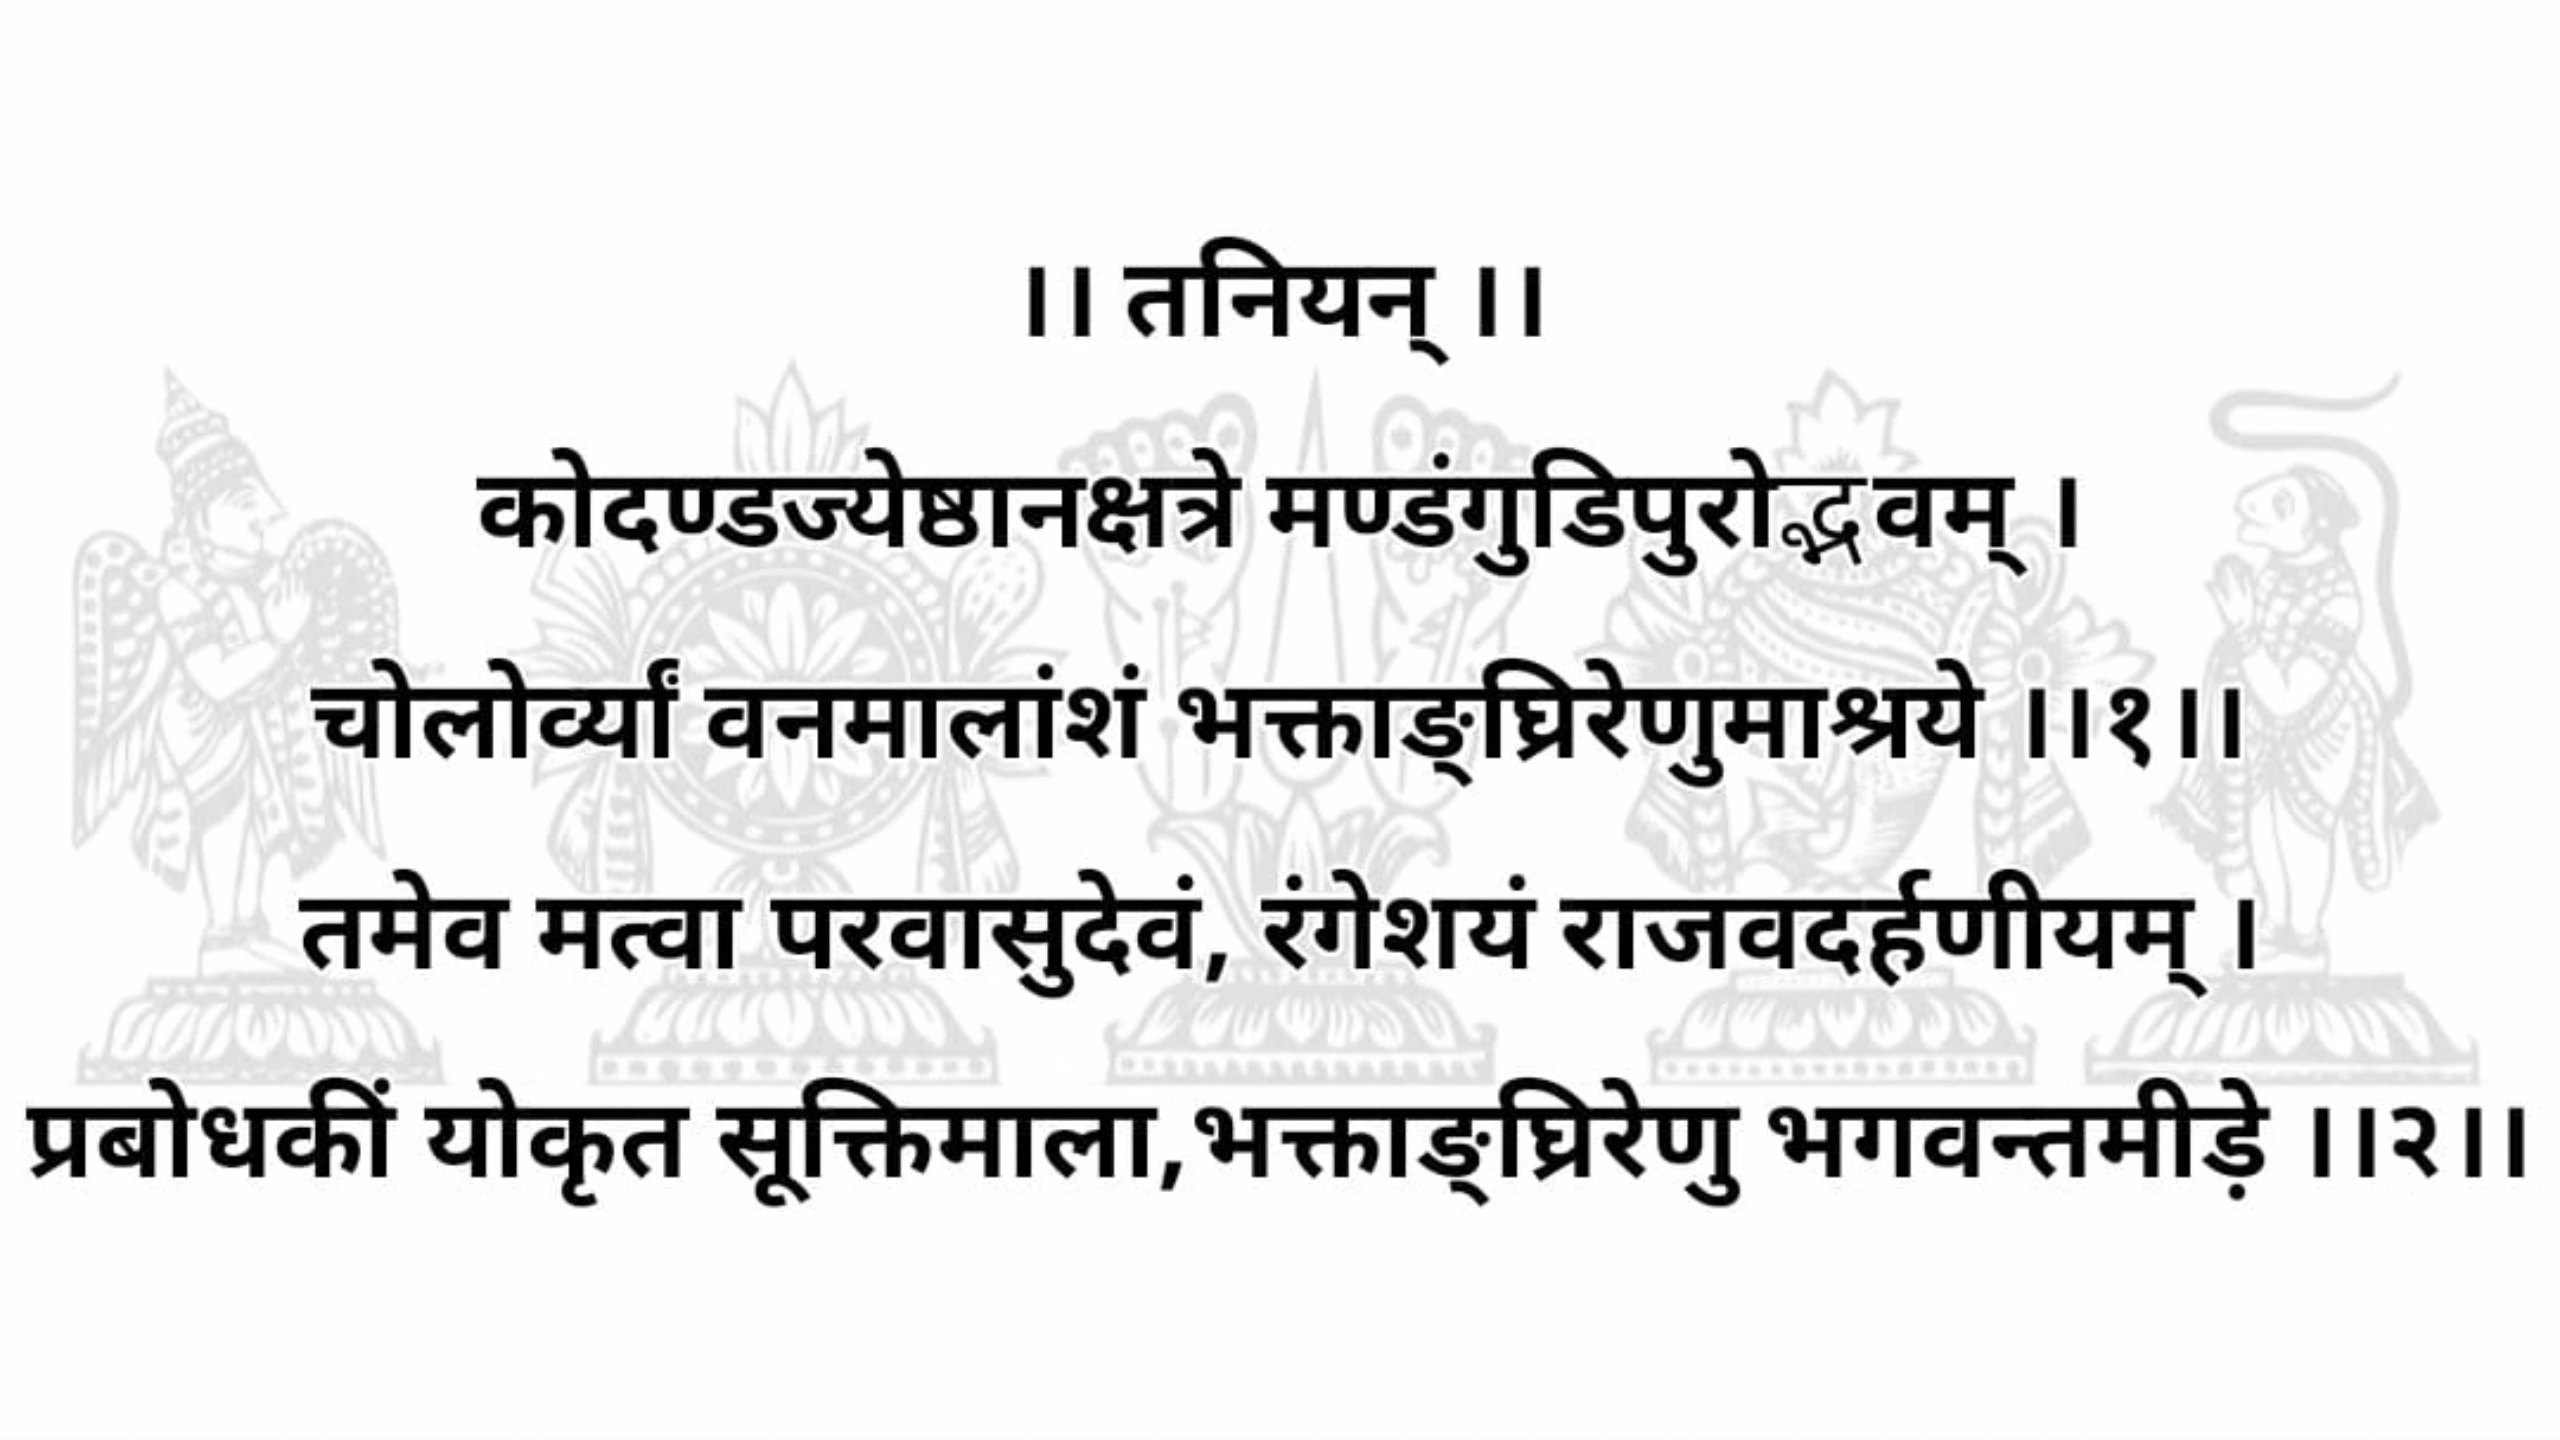 ।। तनियन् ।।
कोदण्डज्येष्ठानक्षत्रे मण्डंगुडिपुरोद्भवम् ।
चोलोर्व्यां वनमालांशं भक्ताङ्घ्रिरेणुमाश्रये ।।१।।
तमेव मत्वा परवासुदेवं, रंगेशयं राजवदर्हणीयम् ।
प्रबोधकीं योकृत सूक्तिमाला,भक्ताङ्घ्रिरेणु भगवन्तमीड़े ।।२।।